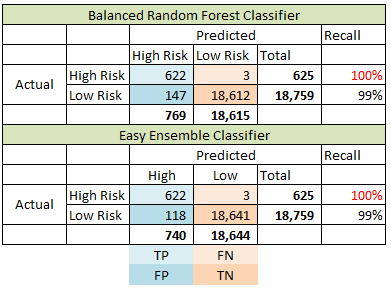 Balanced Random Forest Classifier
Predicted Recall
High Risk Low Risk Total
Actual High Risk 622 3 625 100%
Low Risk 147 18,612 18,759 99%
769 18,615
Easy Ensemble Classifier
Predicted Recall
High Low Total
Actual High Risk 622 3 625 100%
Low Risk 118 18,641 18,759 99%
740 18,644
TP FN
FP TN